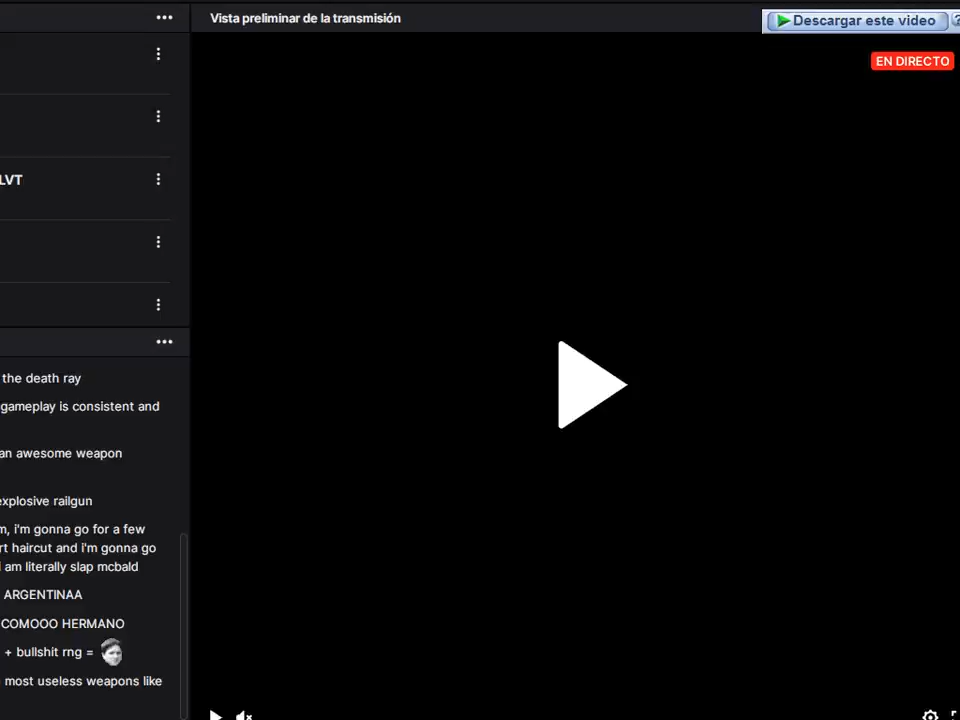 Vista preliminar de la transmisión
Descargar este video
?
EN DIRECTO
LVT
the death ray
gameplay is consistent and
an awesome weapon
explosive railgun
m, i'm gonna go for a few
rt haircut and i'm gonna go
am literally slap mcbald
ARGENTINAA
COMOOO HERMANO
+ bullshit rng =
most useless weapons like